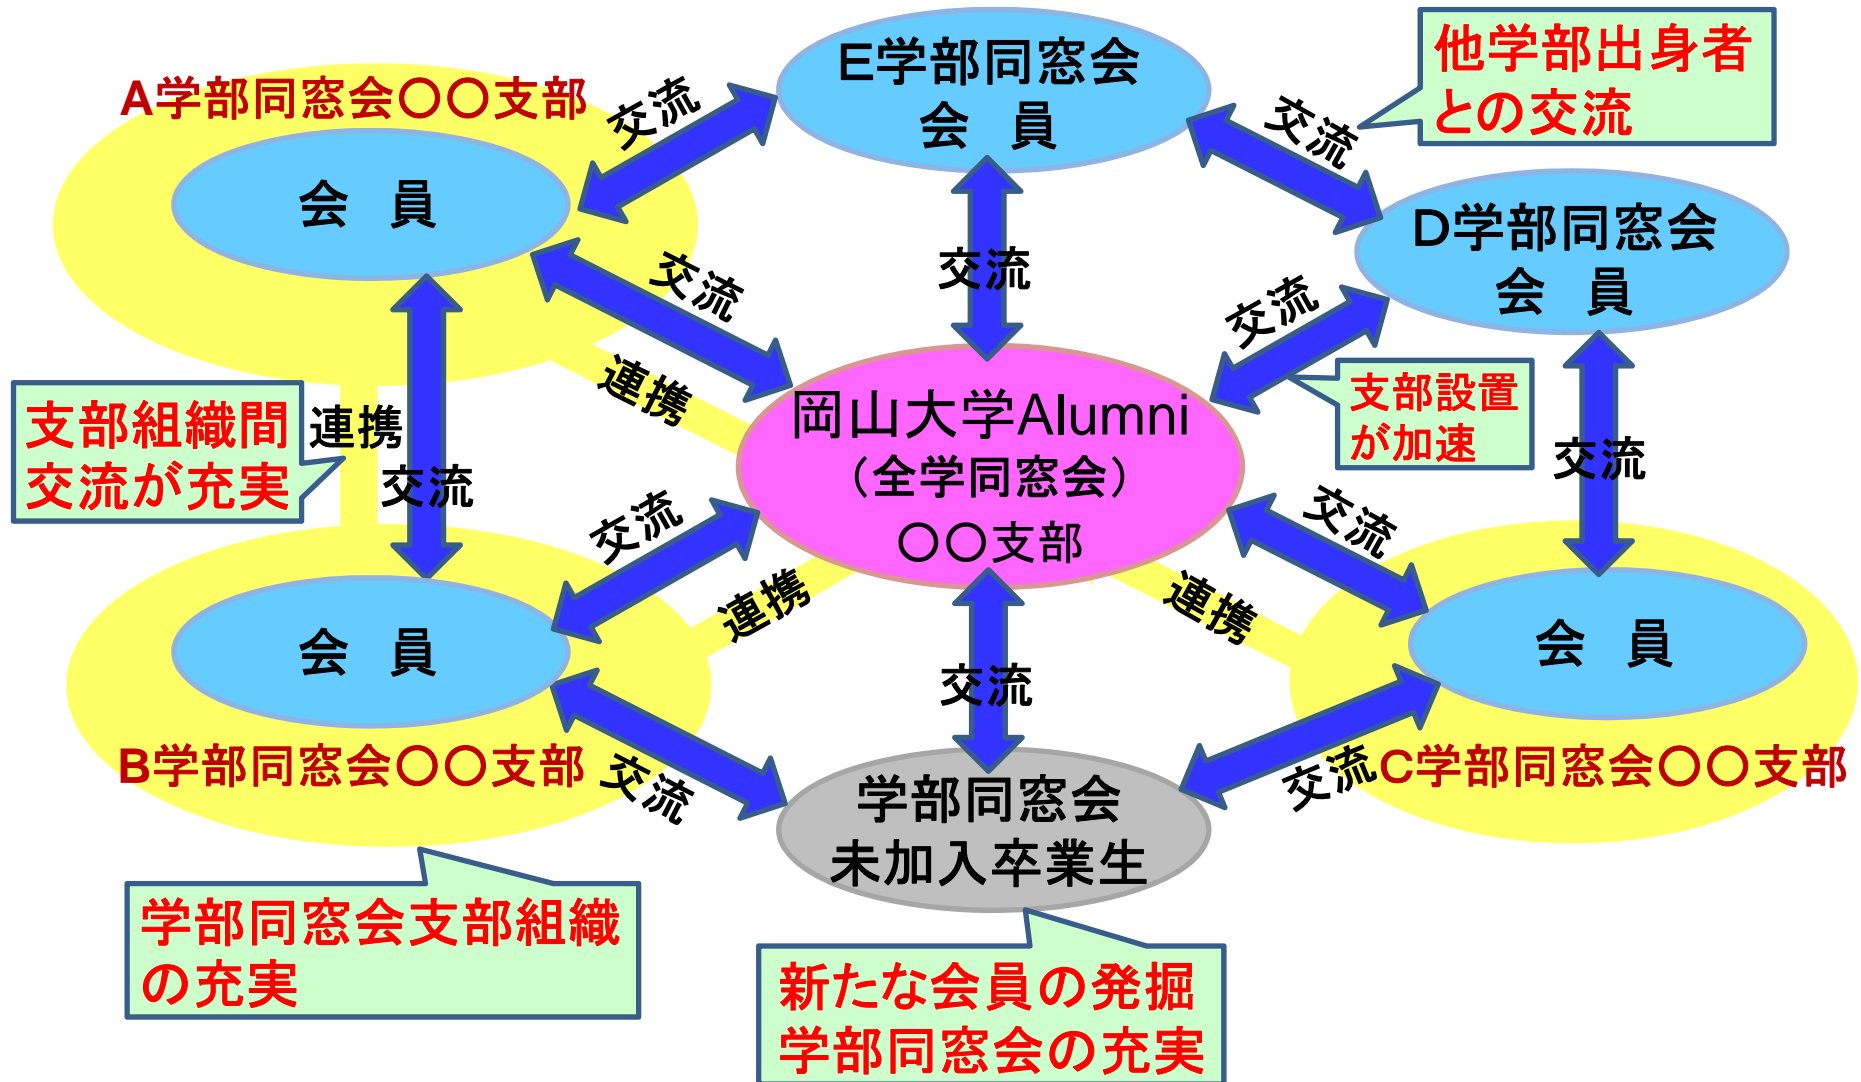 E学部同窓会
会　員
他学部出身者
との交流
A学部同窓会〇〇支部
交流
交流
会　員
D学部同窓会
会　員
交流
交流
交流
連携
支部設置
が加速
岡山大学Alumni
（全学同窓会）
〇〇支部
支部組織間
交流が充実
連携
交流
交流
交流
交流
連携
連携
会　員
会　員
交流
B学部同窓会〇〇支部
交流
交流
C学部同窓会〇〇支部
学部同窓会
未加入卒業生
学部同窓会支部組織
の充実
新たな会員の発掘
学部同窓会の充実